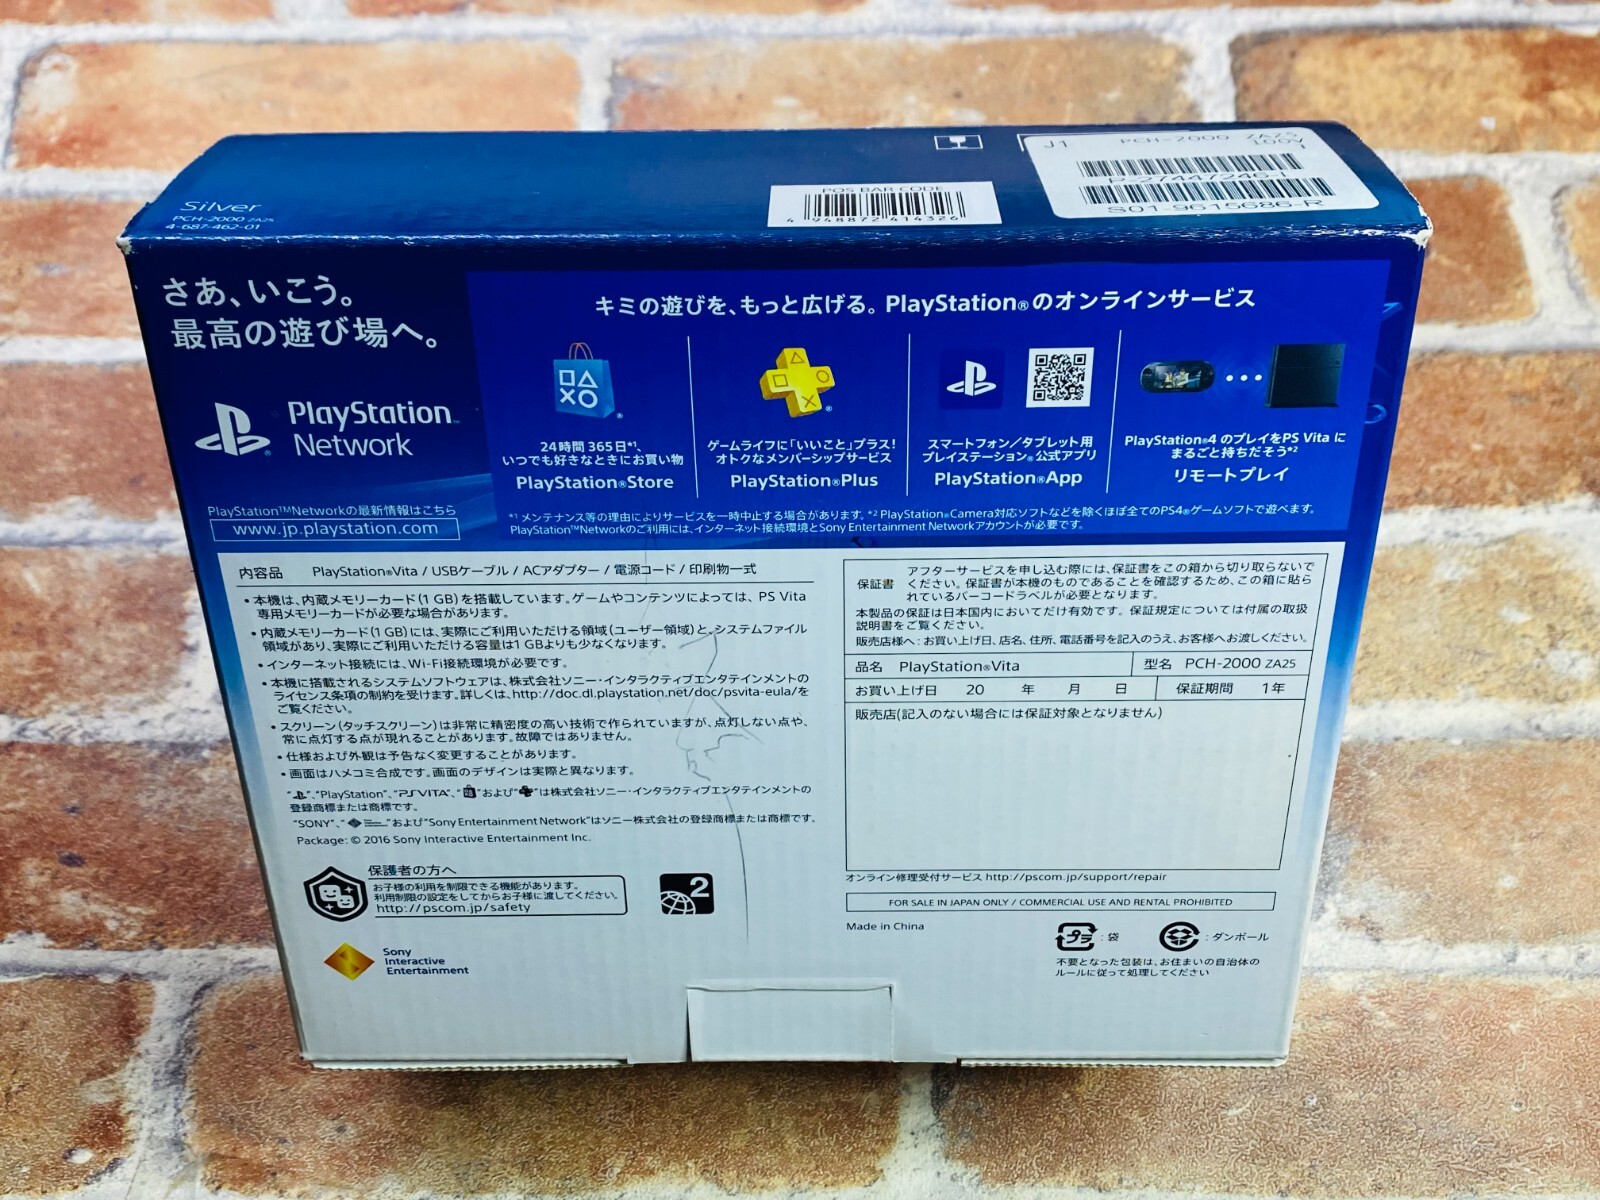 Silver
PCH-2000 ZA25
4-687-462-01
POS BAR CODE
4 948872 414326
J1 PCH-2000 ZA25
100V
1
P-27447246-1
S01-9615686-R
さあ、いこう。
最高の遊び場へ。
PlayStation™
Network
PlayStation™Networkの最新情報はこちら
www.jp.playstation.com
キミの遊びを、もっと広げる。PlayStation®のオンラインサービス
24時間 365日*1、
いつでも好きなときにお買い物
PlayStation®Store
ゲームライフに「いいこと」プラス!
オトクなメンバーシップサービス
PlayStation®Plus
スマートフォン/タブレット用
プレイステーション®公式アプリ
PlayStation®App
PlayStation®4 のプレイをPS Vita に
まるごと持ちだそう*2
リモートプレイ
*1 メンテナンス等の理由によりサービスを一時中止する場合があります。*2 PlayStation®Camera対応ソフトなどを除くほぼ全てのPS4®ゲームソフトで遊べます。
PlayStation™Networkのご利用には、インターネット接続環境とSony Entertainment Networkアカウントが必要です。
内容品 PlayStation®Vita / USBケーブル / ACアダプター / 電源コード / 印刷物一式
・本機は、内蔵メモリーカード(1 GB)を搭載しています。ゲームやコンテンツによっては、PS Vita
専用メモリーカードが必要な場合があります。
・内蔵メモリーカード(1 GB)には、実際にご利用いただける領域(ユーザー領域)と、システムファイル
領域があり、実際にご利用いただける容量は1 GBよりも少なくなります。
・インターネット接続には、Wi-Fi接続環境が必要です。
・本機に搭載されるシステムソフトウェアは、株式会社ソニー・インタラクティブエンタテインメントの
ライセンス条項の制約を受けます。詳しくは、http://doc.dl.playstation.net/doc/psvita-eula/を
ご覧ください。
・スクリーン(タッチスクリーン)は非常に精密度の高い技術で作られていますが、点灯しない点や、
常に点灯する点が現れることがあります。故障ではありません。
・仕様および外観は予告なく変更することがあります。
・画面はハメコミ合成です。画面のデザインは実際と異なります。
“ ”、“PlayStation”、“PSVITA”、“ ”および“ ”は株式会社ソニー・インタラクティブエンタテインメントの
登録商標または商標です。
“SONY”、“ ”および“Sony Entertainment Network”はソニー株式会社の登録商標または商標です。
Package: © 2016 Sony Interactive Entertainment Inc.
保護者の方へ
お子様の利用を制限できる機能があります。
利用制限の設定をしてからお子様に渡してください。
http://pscom.jp/safety
2
Sony
Interactive
Entertainment
保証書
アフターサービスを申し込む際には、保証書をこの箱から切り取らないで
ください。保証書が本機のものであることを確認するため、この箱に貼ら
れているバーコードラベルが必要となります。
本製品の保証は日本国内においてだけ有効です。保証規定については付属の取扱
説明書をご覧ください。
販売店様へ:お買い上げ日、店名、住所、電話番号を記入のうえ、お客様へお渡しください。
品名 PlayStation®Vita 型名 PCH-2000 ZA25
お買い上げ日 20 年 月 日 保証期間 1年
販売店(記入のない場合には保証対象となりません)
オンライン修理受付サービス http://pscom.jp/support/repair
FOR SALE IN JAPAN ONLY / COMMERCIAL USE AND RENTAL PROHIBITED
Made in China
プラ :袋 :ダンボール
不要となった包装は、お住まいの自治体の
ルールに従って処理してください